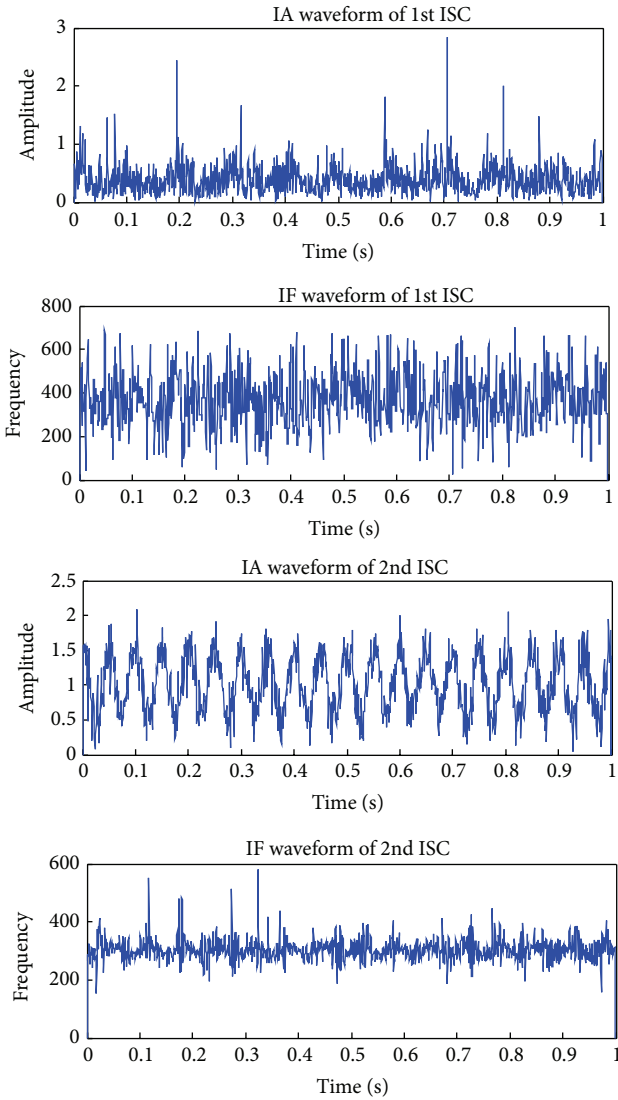 IA waveform of 1st ISC
3
2
1
0
Amplitude
0 0.1 0.2 0.3 0.4 0.5 0.6 0.7 0.8 0.9 1
Time (s)
IF waveform of 1st ISC
800
600
400
200
0
Frequency
0 0.1 0.2 0.3 0.4 0.5 0.6 0.7 0.8 0.9 1
Time (s)
IA waveform of 2nd ISC
2.5
2
1.5
1
0.5
0
Amplitude
0 0.1 0.2 0.3 0.4 0.5 0.6 0.7 0.8 0.9 1
Time (s)
IF waveform of 2nd ISC
600
400
300
0
Frequency
0 0.1 0.2 0.3 0.4 0.5 0.6 0.7 0.8 0.9 1
Time (s)